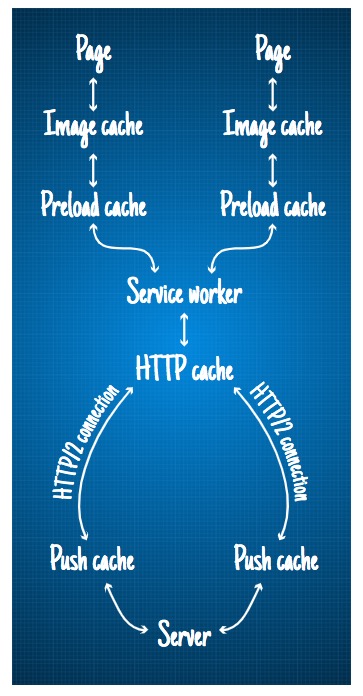 Page
Page
Image cache
Image cache
Preload cache
Preload cache
Service worker
HTTP cache
HTTP/2 connection
HTTP/2 connection
Push cache
Push cache
Server